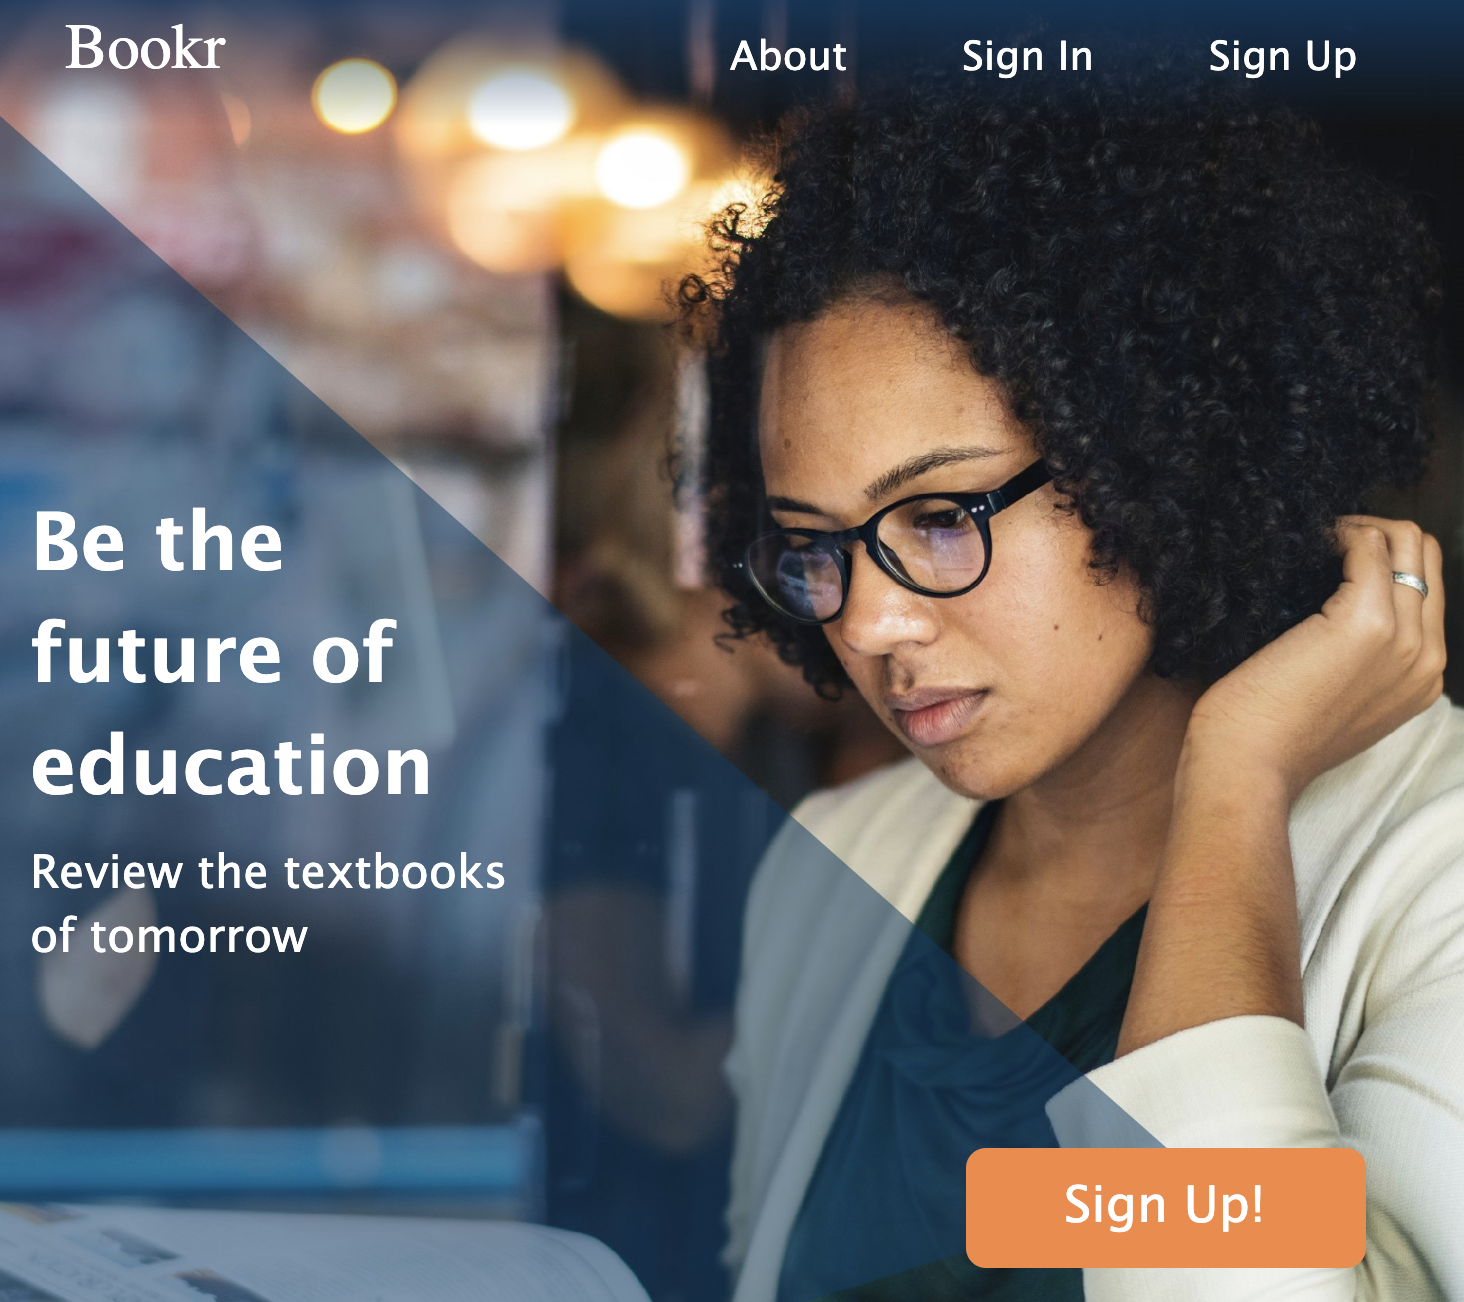 Bookr
About
Sign In
Sign Up
Be the
future of
education
Review the textbooks
of tomorrow
Sign Up!